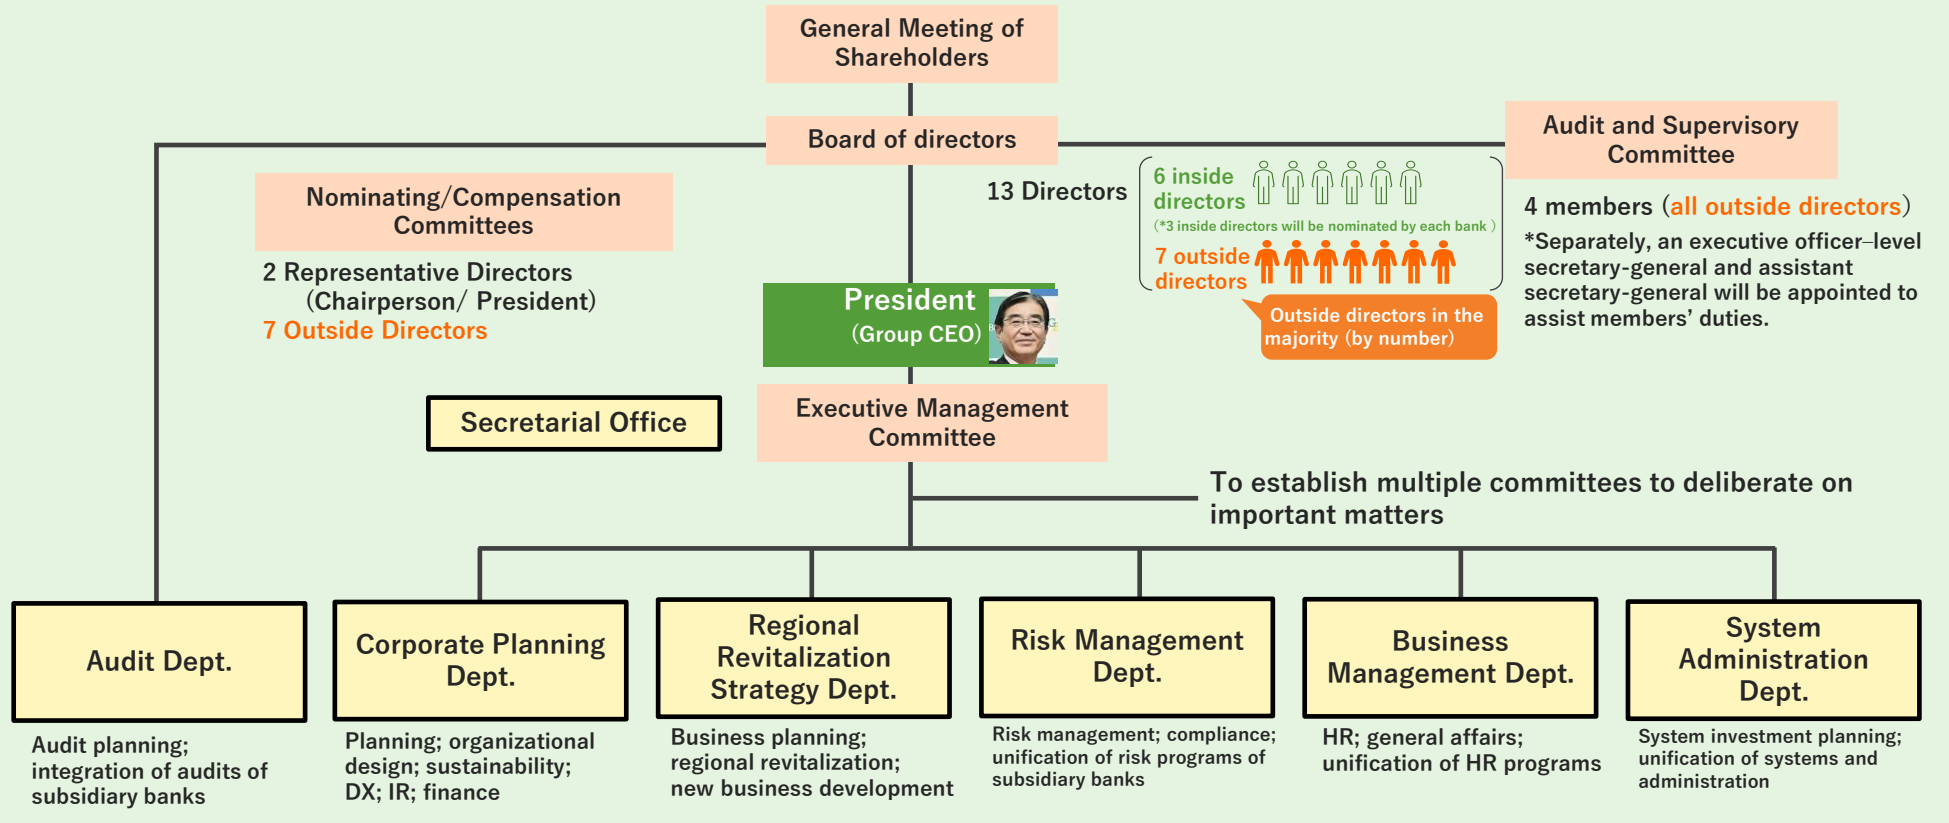 General Meeting of
Shareholders
Board of directors
Audit and Supervisory
Committee
Nominating/Compensation
Committees
2 Representative Directors
(Chairperson/ President)
7 Outside Directors
13 Directors
6 inside
directors
(*3 inside directors will be nominated by each bank )
7 outside
directors
Outside directors in the
majority (by number)
4 members (all outside directors)
*Separately, an executive officer–level
secretary-general and assistant
secretary-general will be appointed to
assist members’ duties.
President
(Group CEO)
Secretarial Office
Executive Management
Committee
To establish multiple committees to deliberate on
important matters
Audit Dept.
Audit planning;
integration of audits of
subsidiary banks
Corporate Planning
Dept.
Planning; organizational
design; sustainability;
DX; IR; finance
Regional
Revitalization
Strategy Dept.
Business planning;
regional revitalization;
new business development
Risk Management
Dept.
Risk management; compliance;
unification of risk programs of
subsidiary banks
Business
Management Dept.
HR; general affairs;
unification of HR programs
System
Administration
Dept.
System investment planning;
unification of systems and
administration